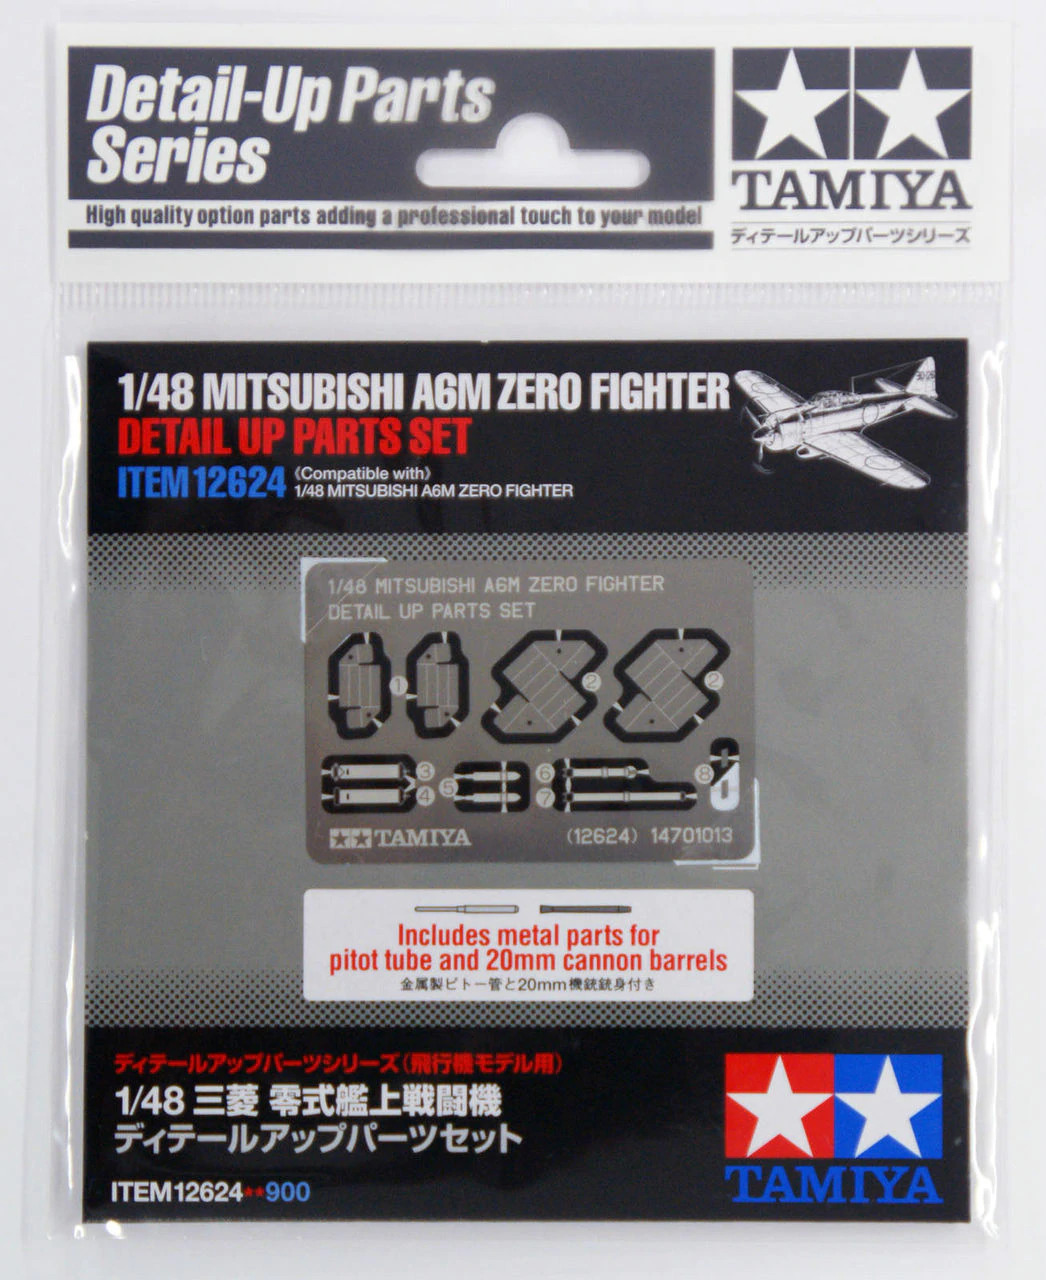 Detail-Up Parts
Series
High quality option parts adding a professional touch to your model
TAMIYA
ディテールアップパーツシリーズ
1/48 MITSUBISHI A6M ZERO FIGHTER
DETAIL UP PARTS SET
ITEM 12624 《Compatible with》
1/48 MITSUBISHI A6M ZERO FIGHTER
1/48 MITSUBISHI A6M ZERO FIGHTER
DETAIL UP PARTS SET
1 2 2
3 6 8
4 5 7
TAMIYA (12624) 14701013
Includes metal parts for
pitot tube and 20mm cannon barrels
金属製ピトー管と20mm機銃銃身付き
ディテールアップパーツシリーズ(飛行機モデル用)
1/48 三菱 零式艦上戦闘機
ディテールアップパーツセット
ITEM 12624**900
TAMIYA